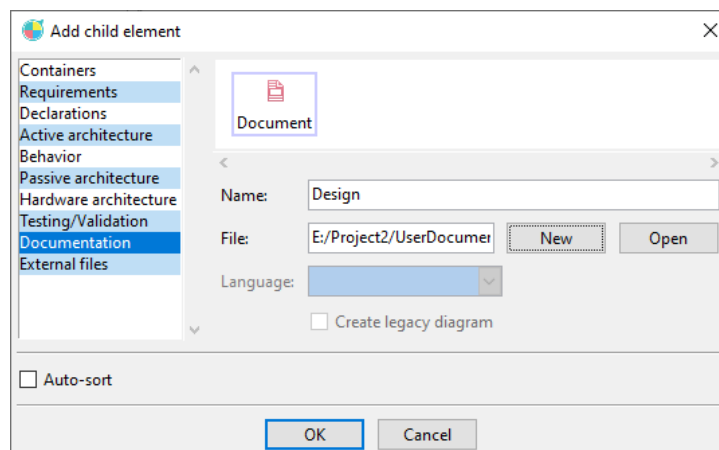 Add child element
Containers
Requirements
Declarations
Active architecture
Behavior
Passive architecture
Hardware architecture
Testing/Validation
Documentation
External files
Document
Name: Design
File: E:/Project2/UserDocumer New Open
Language:
Create legacy diagram
Auto-sort
OK Cancel